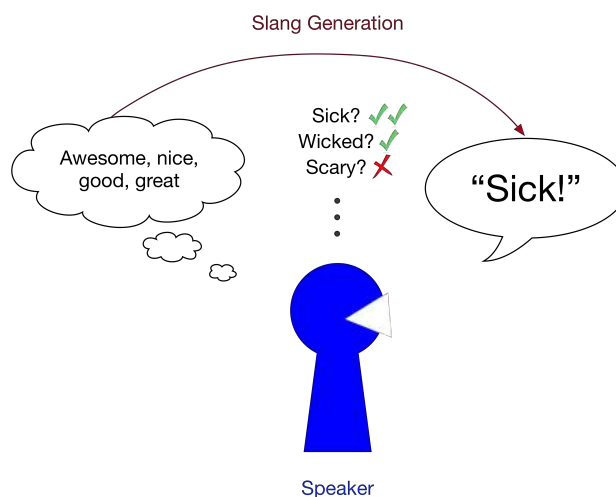 Slang Generation
Sick?
Wicked?
Scary?
Awesome, nice,
good, great
“Sick!”
Speaker